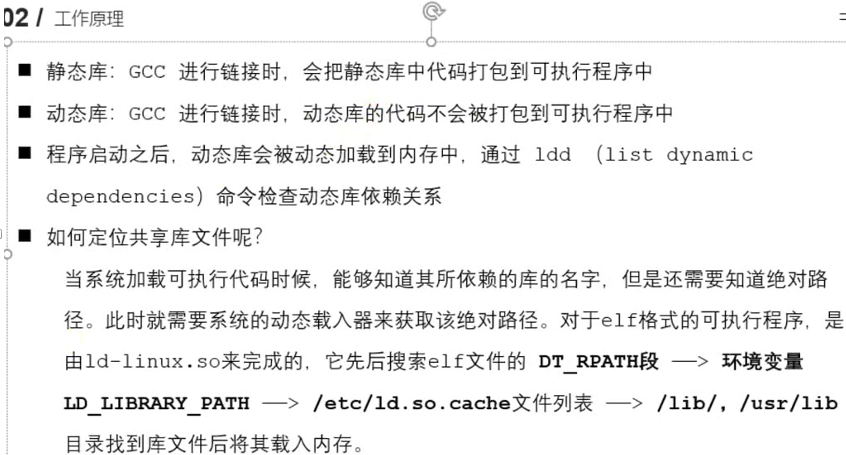 02 / 工作原理
■ 静态库：GCC 进行链接时，会把静态库中代码打包到可执行程序中
■ 动态库：GCC 进行链接时，动态库的代码不会被打包到可执行程序中
■ 程序启动之后，动态库会被动态加载到内存中，通过 ldd （list dynamic
dependencies）命令检查动态库依赖关系
■ 如何定位共享库文件呢？
当系统加载可执行代码时候，能够知道其所依赖的库的名字，但是还需要知道绝对路
径。此时就需要系统的动态载入器来获取该绝对路径。对于elf格式的可执行程序，是
由ld-linux.so来完成的，它先后搜索elf文件的 DT_RPATH段 ——> 环境变量
LD_LIBRARY_PATH ——> /etc/ld.so.cache文件列表 ——> /lib/，/usr/lib
目录找到库文件后将其载入内存。